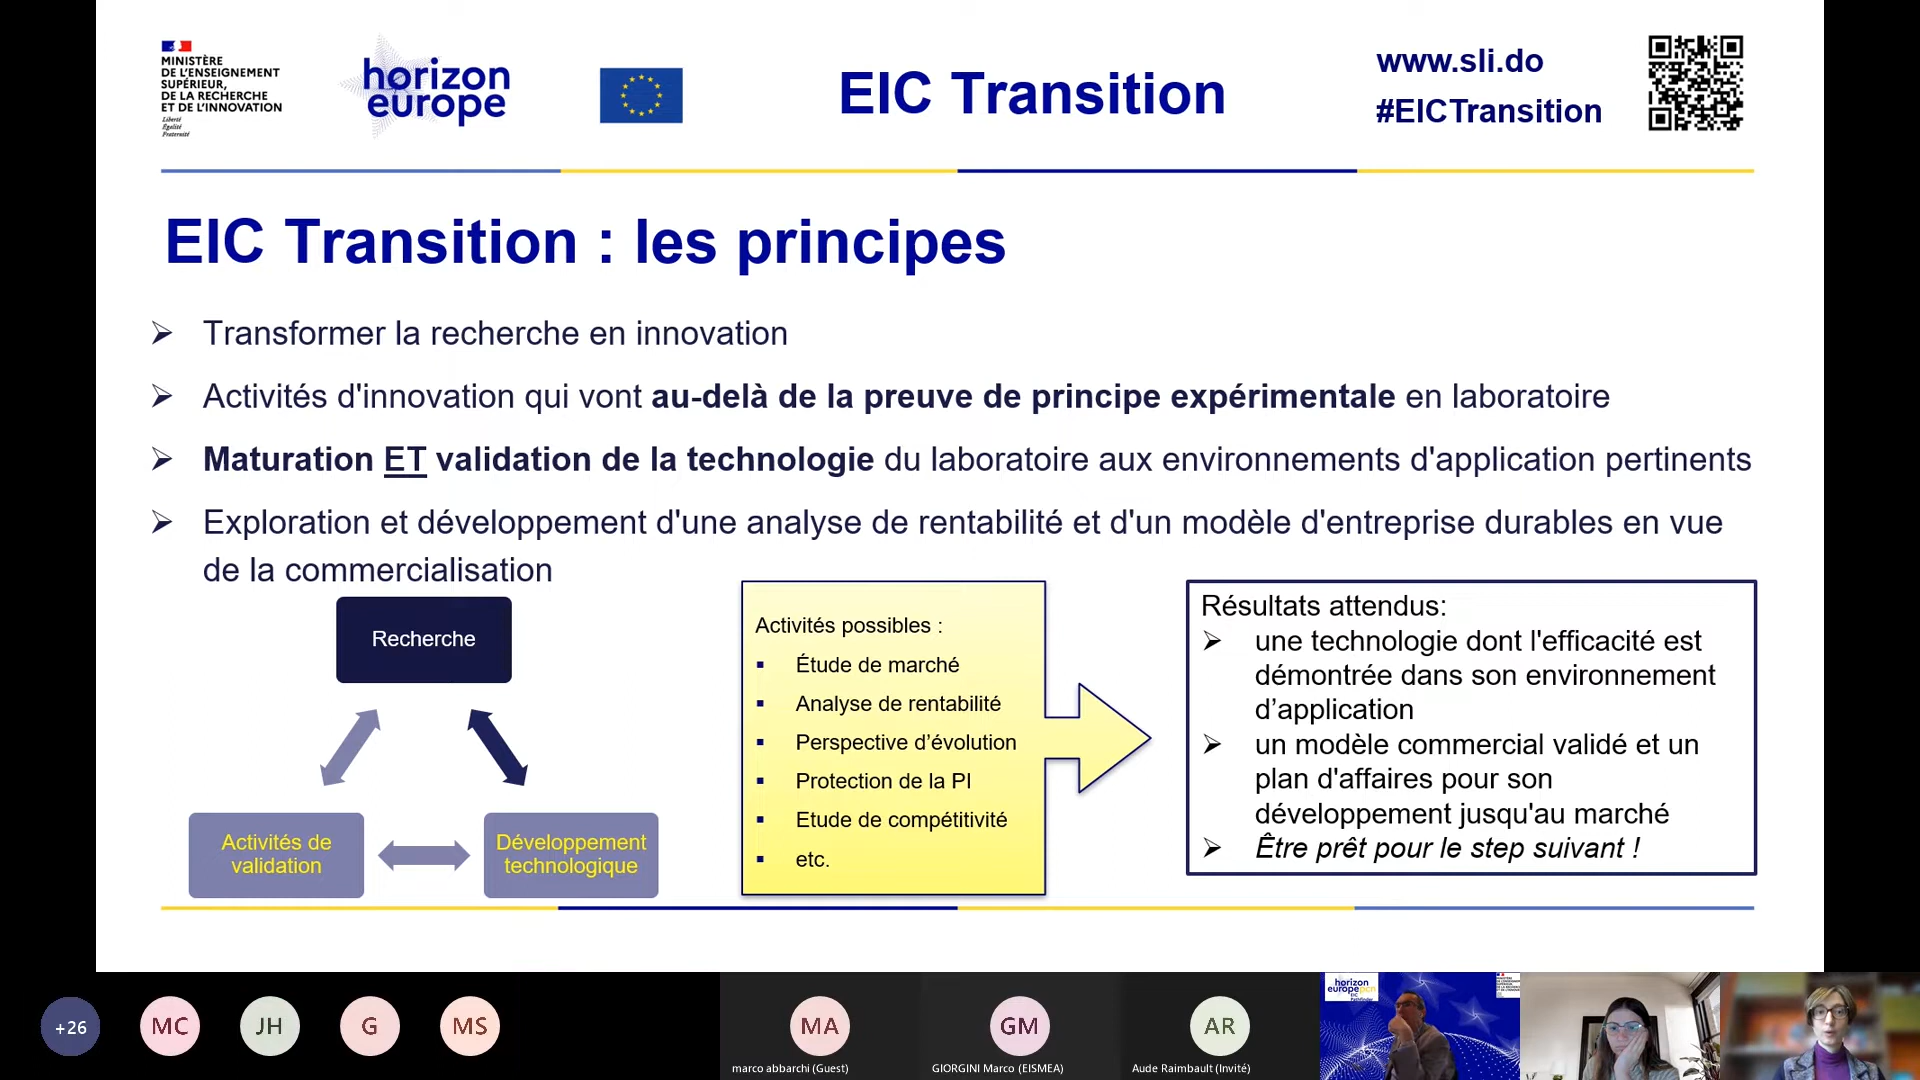 MINISTÈRE
DE L'ENSEIGNEMENT
SUPÉRIEUR,
DE LA RECHERCHE
ET DE L'INNOVATION
Liberté
Égalité
Fraternité
horizon
europe
EIC Transition
www.sli.do
#EICTransition
EIC Transition : les principes
➢ Transformer la recherche en innovation
➢ Activités d'innovation qui vont au-delà de la preuve de principe expérimentale en laboratoire
➢ Maturation ET validation de la technologie du laboratoire aux environnements d'application pertinents
➢ Exploration et développement d'une analyse de rentabilité et d'un modèle d'entreprise durables en vue
de la commercialisation
Recherche
Activités de
validation
Développement
technologique
Activités possibles :
▪ Étude de marché
▪ Analyse de rentabilité
▪ Perspective d’évolution
▪ Protection de la PI
▪ Etude de compétitivité
▪ etc.
Résultats attendus:
➢ une technologie dont l'efficacité est
démontrée dans son environnement
d’application
➢ un modèle commercial validé et un
plan d'affaires pour son
développement jusqu'au marché
➢ Être prêt pour le step suivant !
+26
MC
JH
G
MS
MA
marco abbarchi (Guest)
GM
GIORGINI Marco (EISMEA)
AR
Aude Raimbault (Invité)
horizon
europepcn
EIC
Pathfinder